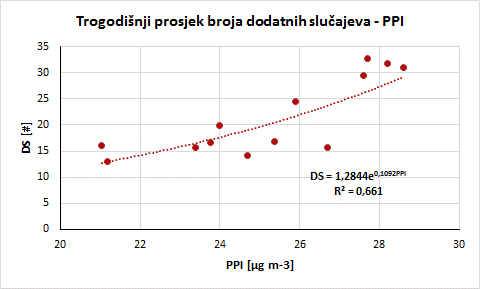 Trogodišnji prosjek broja dodatnih slučajeva - PPI
DS [#]
35
30
25
20
15
10
5
0
DS = 1,2844e^0,1092PPI
R² = 0,661
20 22 24 26 28 30
PPI [µg m-3]